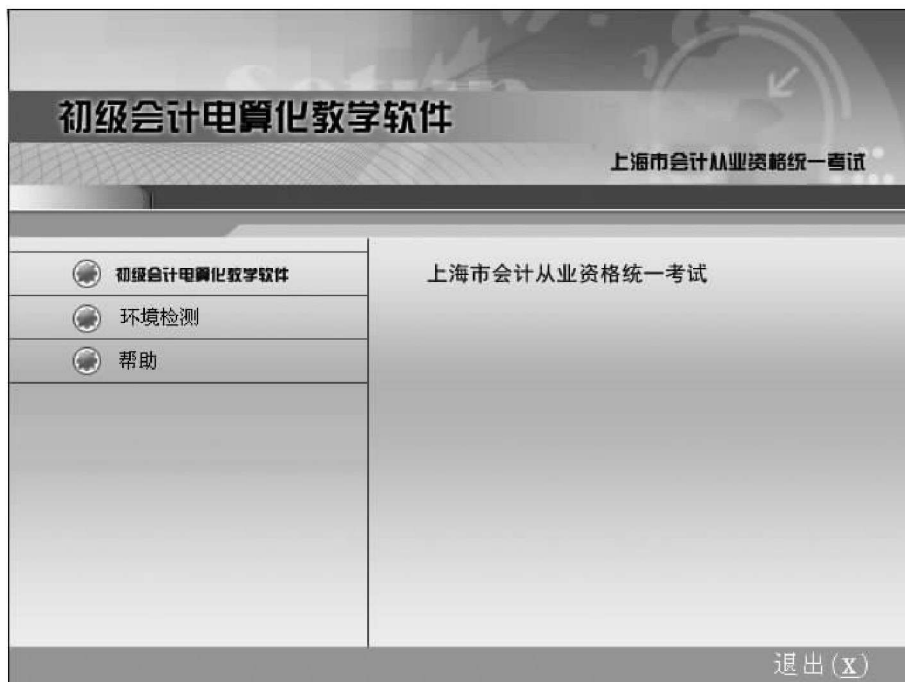 Setup
初级会计电算化教学软件
上海市会计从业资格统一考试
初级会计电算化教学软件
上海市会计从业资格统一考试
环境检测
帮助
退出(X)